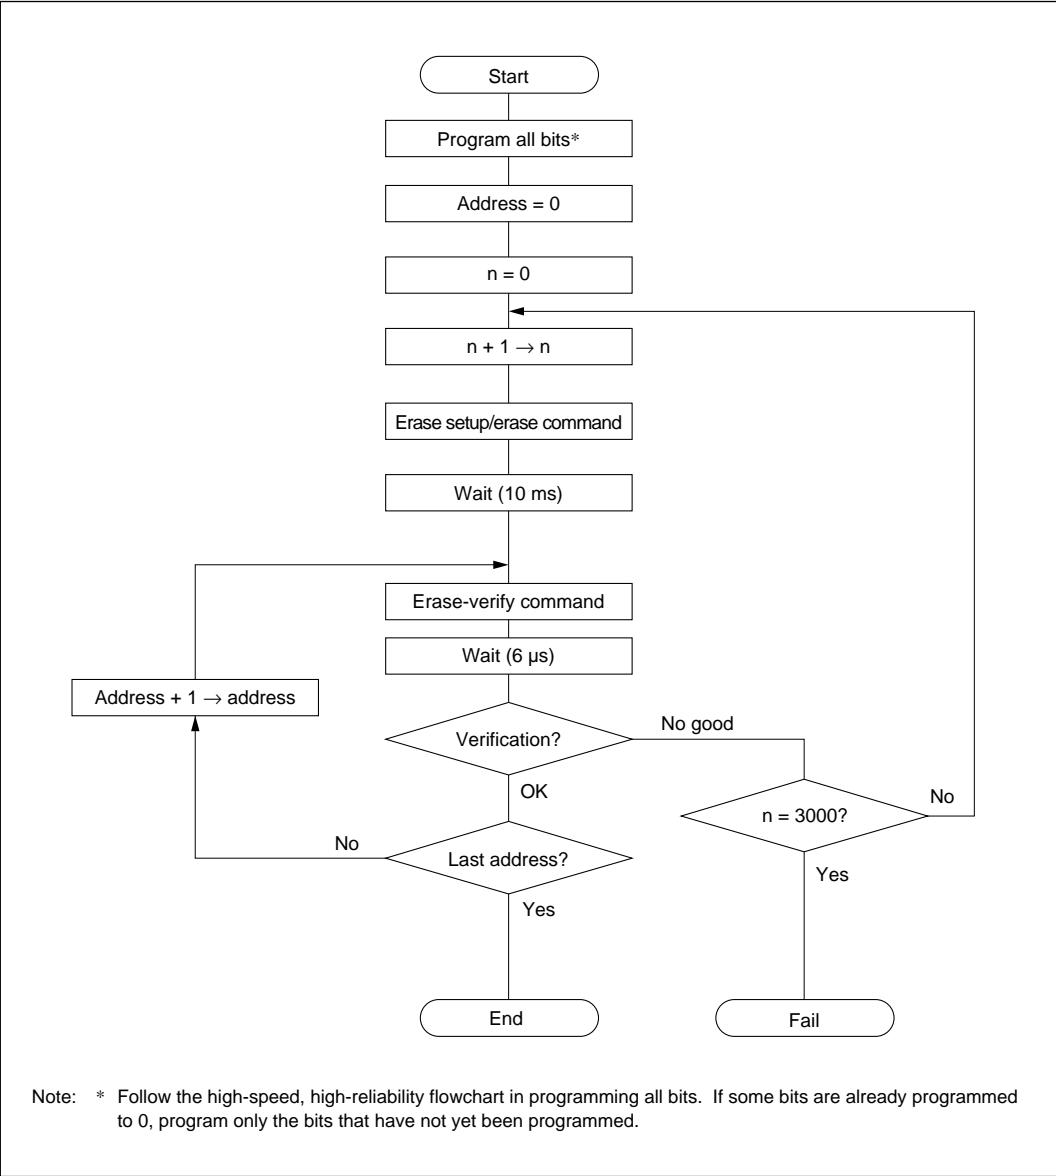 Start
Program all bits*
Address = 0
n = 0
n + 1 → n
Erase setup/erase command
Wait (10 ms)
Erase-verify command
Wait (6 µs)
Address + 1 → address
Verification?
No good
OK
n = 3000?
No
No
Last address?
Yes
Yes
End
Fail
Note: * Follow the high-speed, high-reliability flowchart in programming all bits. If some bits are already programmed
to 0, program only the bits that have not yet been programmed.